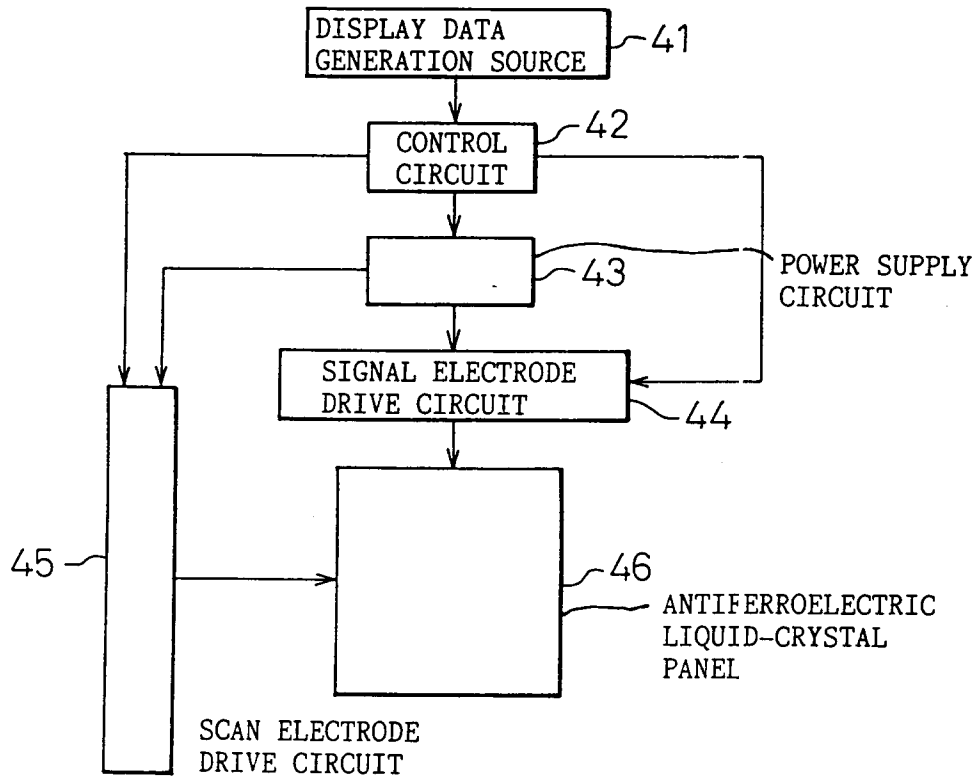 DISPLAY DATA
GENERATION SOURCE
41
CONTROL
CIRCUIT
42
43
POWER SUPPLY
CIRCUIT
SIGNAL ELECTRODE
DRIVE CIRCUIT
44
45
46
ANTIFERROELECTRIC
LIQUID-CRYSTAL
PANEL
SCAN ELECTRODE
DRIVE CIRCUIT